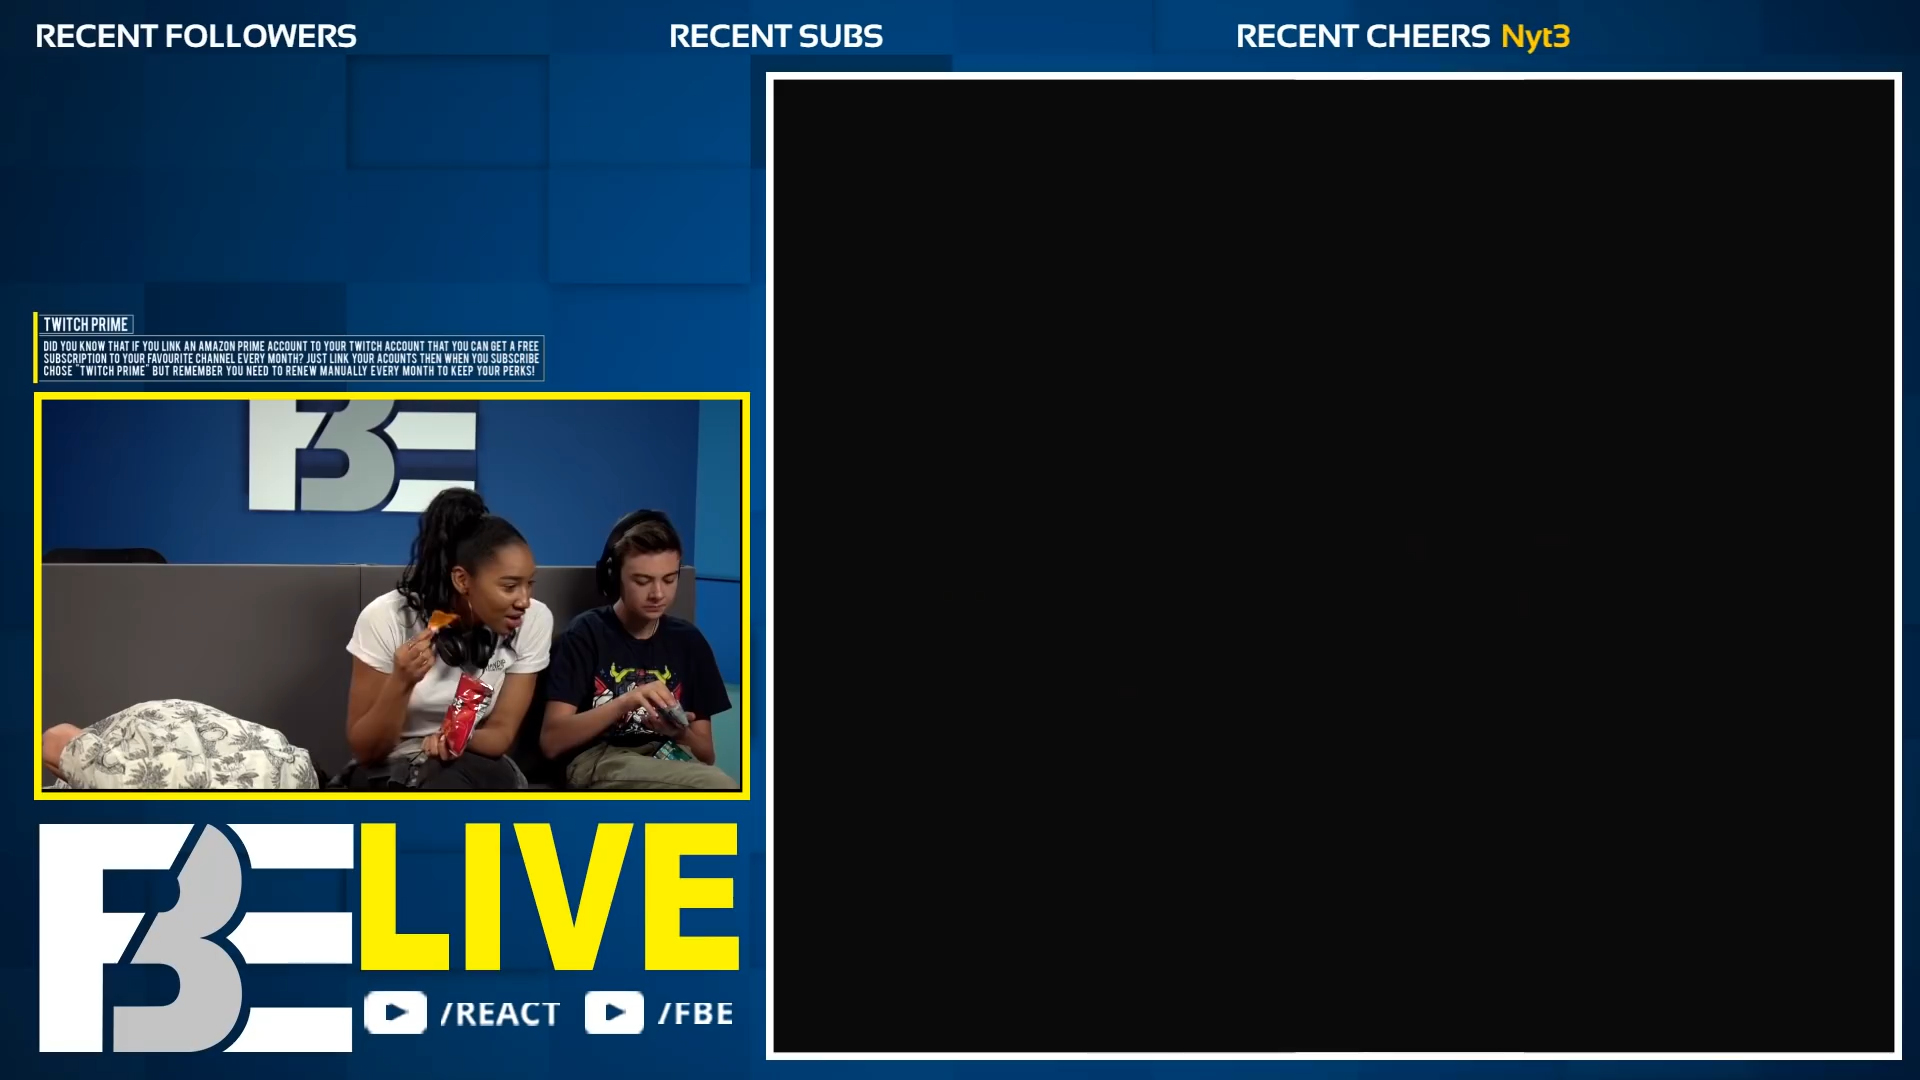 RECENT FOLLOWERS
RECENT SUBS
RECENT CHEERS Nyt3
TWITCH PRIME
DID YOU KNOW THAT IF YOU LINK AN AMAZON PRIME ACCOUNT TO YOUR TWITCH ACCOUNT THAT YOU CAN GET A FREE
SUBSCRIPTION TO YOUR FAVOURITE CHANNEL EVERY MONTH? JUST LINK YOUR ACOUNTS THEN WHEN YOU SUBSCRIBE
CHOSE "TWITCH PRIME" BUT REMEMBER YOU NEED TO RENEW MANUALLY EVERY MONTH TO KEEP YOUR PERKS!
FBE
FBE LIVE
/REACT /FBE